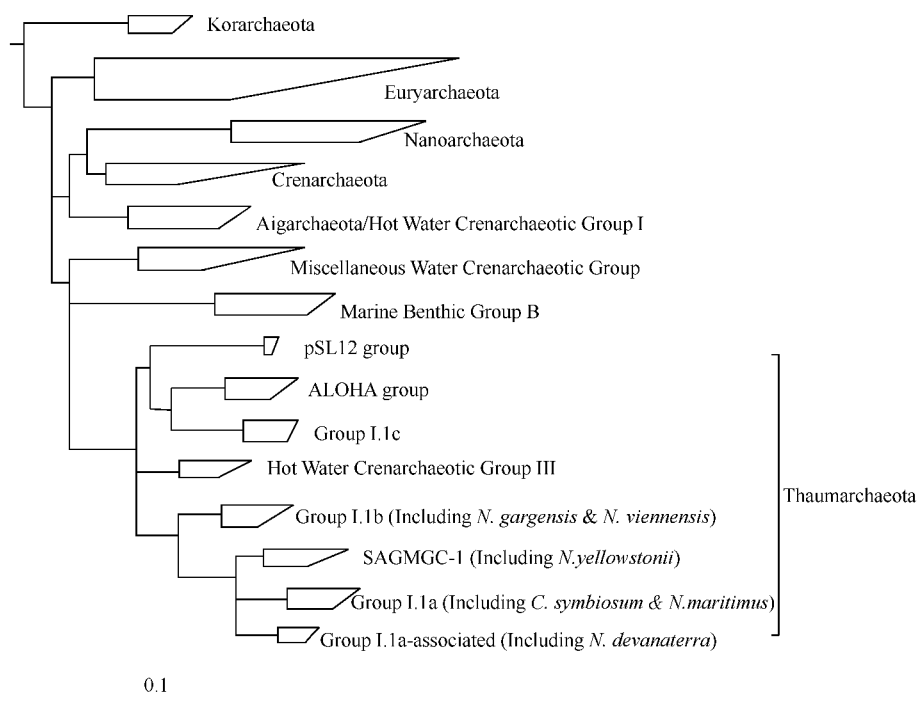 Korarchaeota
Euryarchaeota
Nanoarchaeota
Crenarchaeota
Aigarchaeota/Hot Water Crenarchaeotic Group I
Miscellaneous Water Crenarchaeotic Group
Marine Benthic Group B
pSL12 group
ALOHA group
Group I.1c
Hot Water Crenarchaeotic Group III
Thaumarchaeota
Group I.1b (Including N. gargensis & N. viennensis)
SAGMGC-1 (Including N.yellowstonii)
Group I.1a (Including C. symbiosum & N.maritimus)
Group I.1a-associated (Including N. devanaterra)
0.1